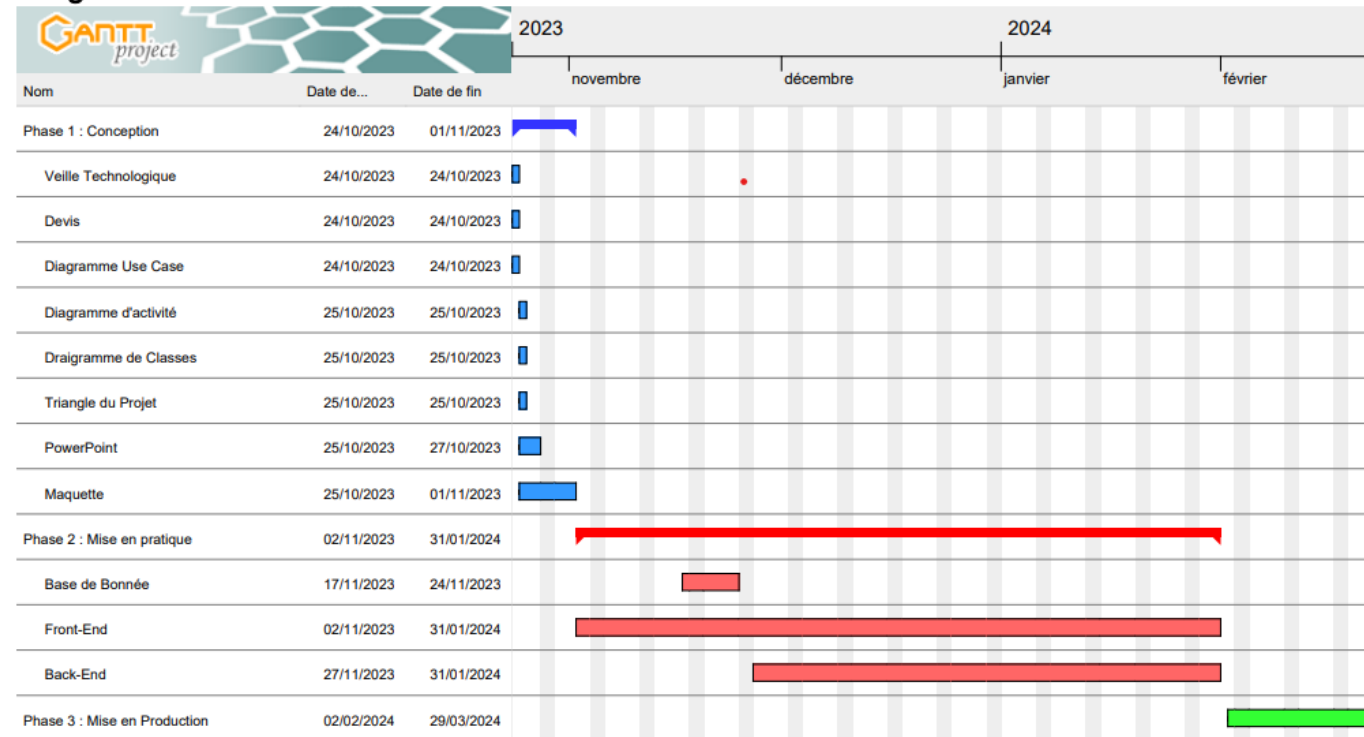 GANTT
project
2023 2024
novembre décembre janvier février
Nom Date de... Date de fin
Phase 1 : Conception 24/10/2023 01/11/2023
Veille Technologique 24/10/2023 24/10/2023
Devis 24/10/2023 24/10/2023
Diagramme Use Case 24/10/2023 24/10/2023
Diagramme d'activité 25/10/2023 25/10/2023
Draigramme de Classes 25/10/2023 25/10/2023
Triangle du Projet 25/10/2023 25/10/2023
PowerPoint 25/10/2023 27/10/2023
Maquette 25/10/2023 01/11/2023
Phase 2 : Mise en pratique 02/11/2023 31/01/2024
Base de Bonnée 17/11/2023 24/11/2023
Front-End 02/11/2023 31/01/2024
Back-End 27/11/2023 31/01/2024
Phase 3 : Mise en Production 02/02/2024 29/03/2024